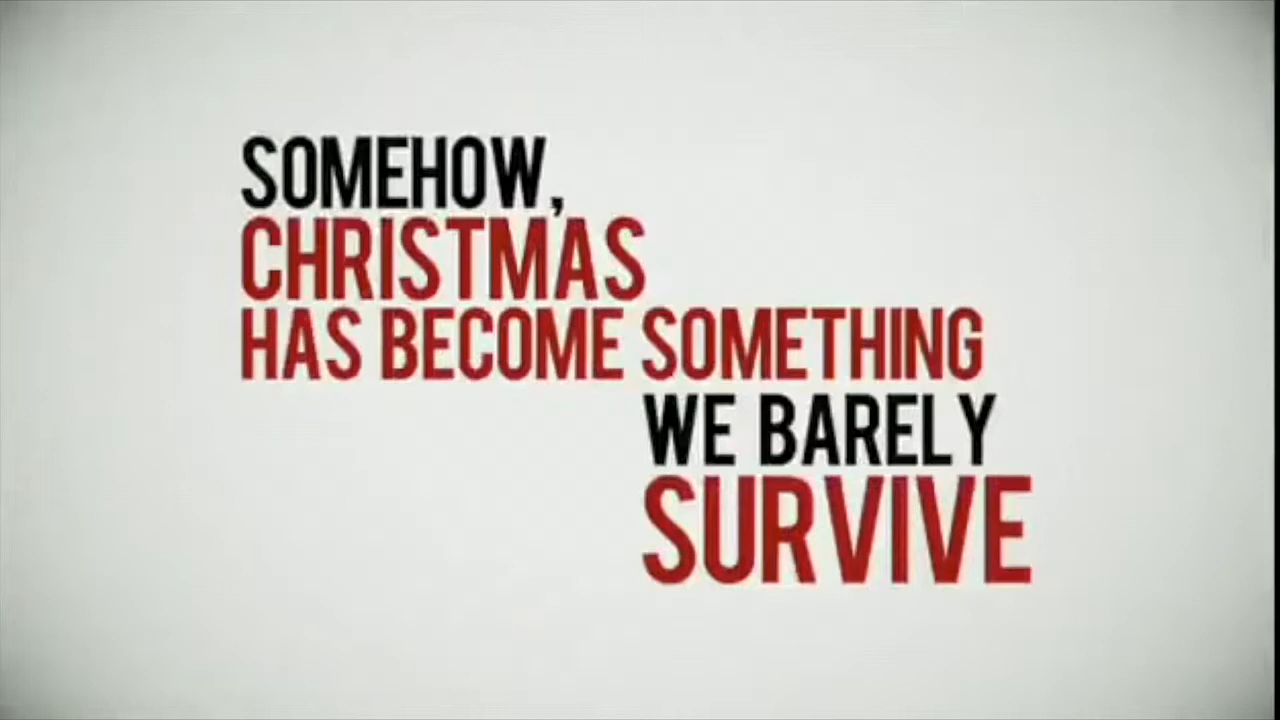 SOMEHOW,
CHRISTMAS
HAS BECOME SOMETHING
WE BARELY
SURVIVE